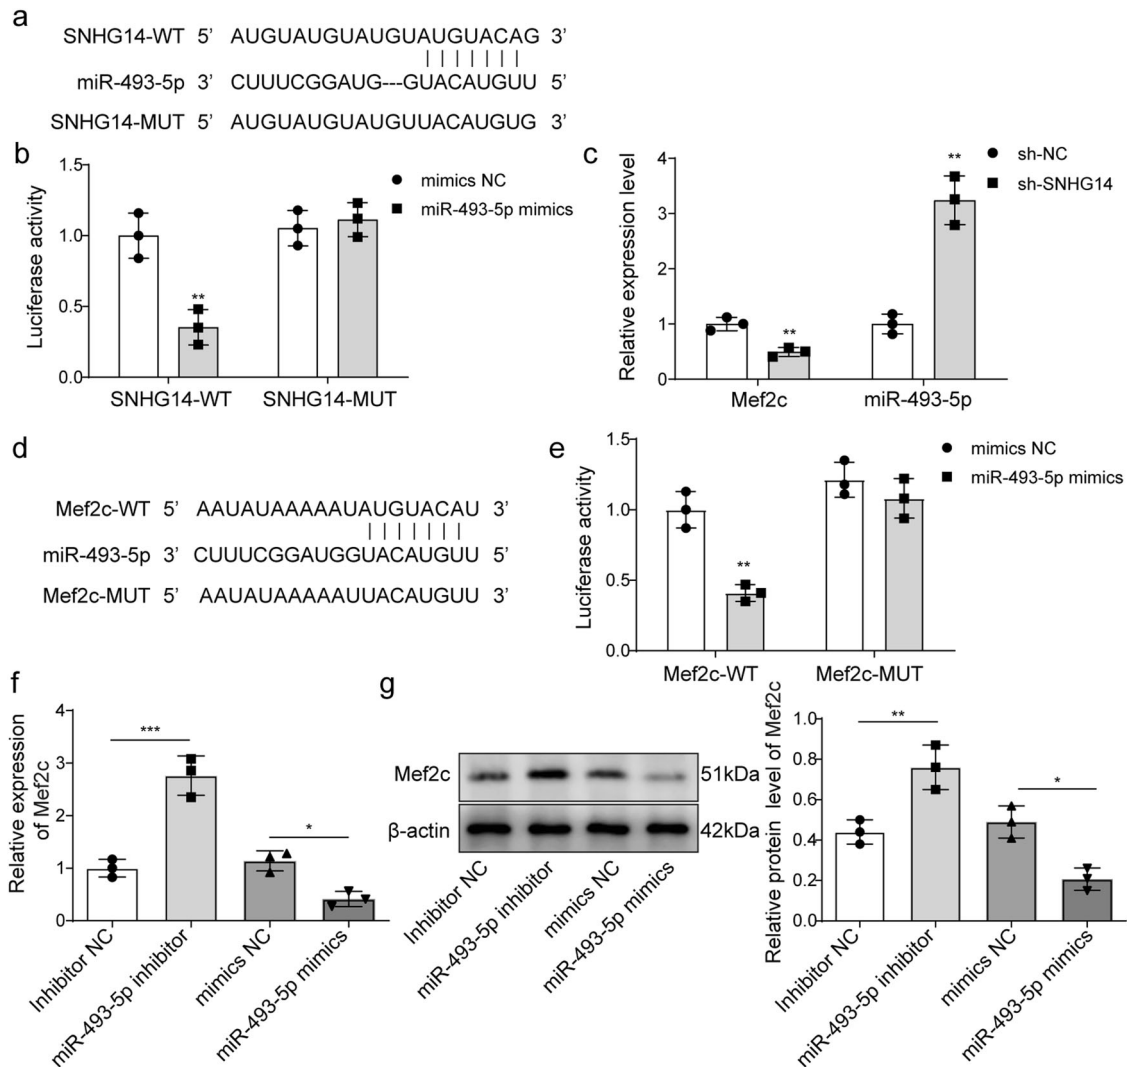 a
SNHG14-WT 5’ AUGUAUGUAUGUAUGUACAG 3’
miR-493-5p 3’ CUUUCGGAUG---GUACAUGUU 5’
SNHG14-MUT 5’ AUGUAUGUAUGUUACAUGUG 3’
b
Luciferase activity
1.5
1.0
0.5
0.0
mimics NC
miR-493-5p mimics
**
SNHG14-WT
SNHG14-MUT
c
Relative expression level
4
3
2
1
0
sh-NC
sh-SNHG14
**
**
Mef2c
miR-493-5p
d
Mef2c-WT 5’ AAUAUAAAAAUAUGUACAU 3’
miR-493-5p 3’ CUUUCGGAUGGUACAUGUU 5’
Mef2c-MUT 5’ AAUAUAAAAAUUACAUGUU 3’
e
Luciferase activity
1.5
1.0
0.5
0.0
mimics NC
miR-493-5p mimics
**
Mef2c-WT
Mef2c-MUT
f
Relative expression
of Mef2c
4
3
2
1
0
***
*
Inhibitor NC
miR-493-5p inhibitor
mimics NC
miR-493-5p mimics
g
Mef2c
51kDa
β-actin
42kDa
Inhibitor NC
miR-493-5p inhibitor
mimics NC
miR-493-5p mimics
Relative protein level of Mef2c
1.0
0.8
0.6
0.4
0.2
0.0
**
*
Inhibitor NC
miR-493-5p inhibitor
mimics NC
miR-493-5p mimics